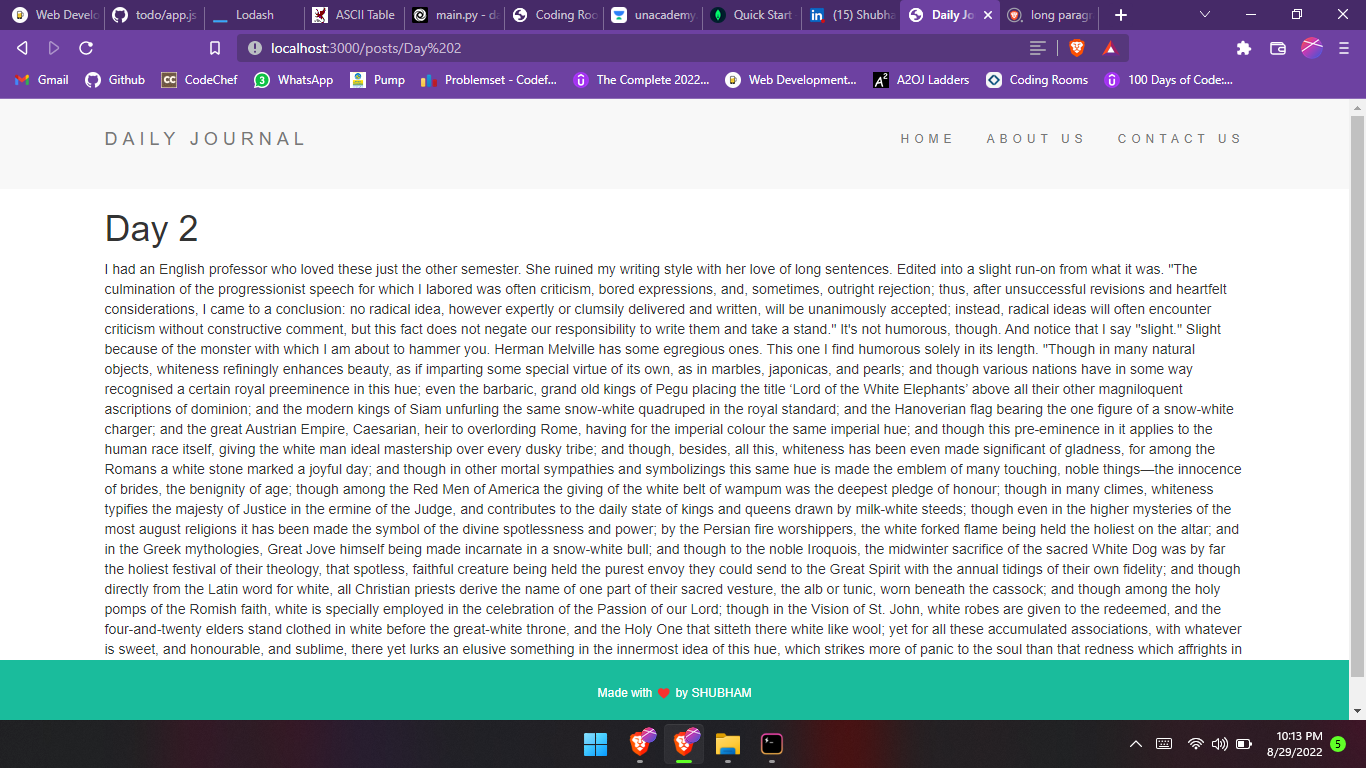 Web Develo
todo/app.js
Lodash
ASCII Table
main.py - da
Coding Roo
unacademy.
Quick Start
(15) Shubha
Daily Jo
long paragr
localhost:3000/posts/Day%202
Gmail
Github
CodeChef
WhatsApp
Pump
Problemset - Codef...
The Complete 2022...
Web Development...
A2OJ Ladders
Coding Rooms
100 Days of Code:...
DAILY JOURNAL
HOME
ABOUT US
CONTACT US
Day 2
I had an English professor who loved these just the other semester. She ruined my writing style with her love of long sentences. Edited into a slight run-on from what it was. "The
culmination of the progressionist speech for which I labored was often criticism, bored expressions, and, sometimes, outright rejection; thus, after unsuccessful revisions and heartfelt
considerations, I came to a conclusion: no radical idea, however expertly or clumsily delivered and written, will be unanimously accepted; instead, radical ideas will often encounter
criticism without constructive comment, but this fact does not negate our responsibility to write them and take a stand." It's not humorous, though. And notice that I say "slight." Slight
because of the monster with which I am about to hammer you. Herman Melville has some egregious ones. This one I find humorous solely in its length. "Though in many natural
objects, whiteness refiningly enhances beauty, as if imparting some special virtue of its own, as in marbles, japonicas, and pearls; and though various nations have in some way
recognised a certain royal preeminence in this hue; even the barbaric, grand old kings of Pegu placing the title ‘Lord of the White Elephants’ above all their other magniloquent
ascriptions of dominion; and the modern kings of Siam unfurling the same snow-white quadruped in the royal standard; and the Hanoverian flag bearing the one figure of a snow-white
charger; and the great Austrian Empire, Caesarian, heir to overlording Rome, having for the imperial colour the same imperial hue; and though this pre-eminence in it applies to the
human race itself, giving the white man ideal mastership over every dusky tribe; and though, besides, all this, whiteness has been even made significant of gladness, for among the
Romans a white stone marked a joyful day; and though in other mortal sympathies and symbolizings this same hue is made the emblem of many touching, noble things—the innocence
of brides, the benignity of age; though among the Red Men of America the giving of the white belt of wampum was the deepest pledge of honour; though in many climes, whiteness
typifies the majesty of Justice in the ermine of the Judge, and contributes to the daily state of kings and queens drawn by milk-white steeds; though even in the higher mysteries of the
most august religions it has been made the symbol of the divine spotlessness and power; by the Persian fire worshippers, the white forked flame being held the holiest on the altar; and
in the Greek mythologies, Great Jove himself being made incarnate in a snow-white bull; and though to the noble Iroquois, the midwinter sacrifice of the sacred White Dog was by far
the holiest festival of their theology, that spotless, faithful creature being held the purest envoy they could send to the Great Spirit with the annual tidings of their own fidelity; and though
directly from the Latin word for white, all Christian priests derive the name of one part of their sacred vesture, the alb or tunic, worn beneath the cassock; and though among the holy
pomps of the Romish faith, white is specially employed in the celebration of the Passion of our Lord; though in the Vision of St. John, white robes are given to the redeemed, and the
four-and-twenty elders stand clothed in white before the great-white throne, and the Holy One that sitteth there white like wool; yet for all these accumulated associations, with whatever
is sweet, and honourable, and sublime, there yet lurks an elusive something in the innermost idea of this hue, which strikes more of panic to the soul than that redness which affrights in
Made with ❤ by SHUBHAM
10:13 PM
8/29/2022
5